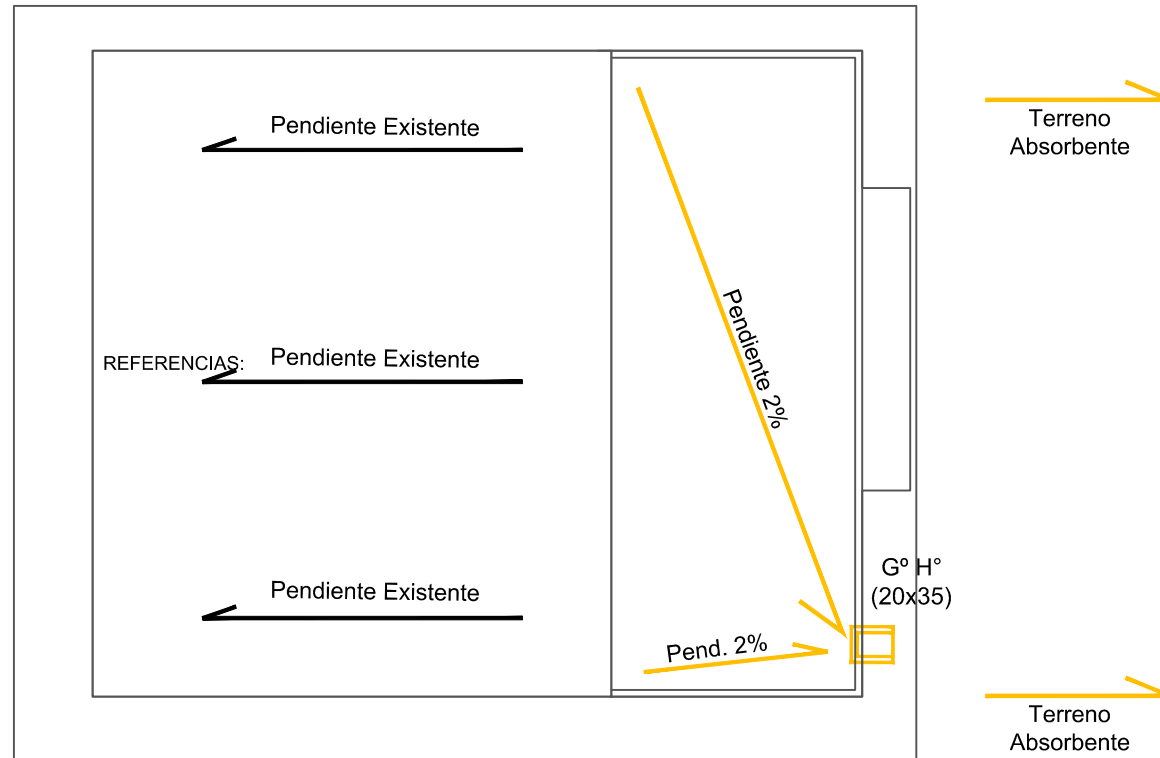 Pendiente Existente
Terreno
Absorbente
Pendiente 2%
REFERENCIAS:
Pendiente Existente
Gº H°
(20x35)
Pendiente Existente
Pend. 2%
Terreno
Absorbente